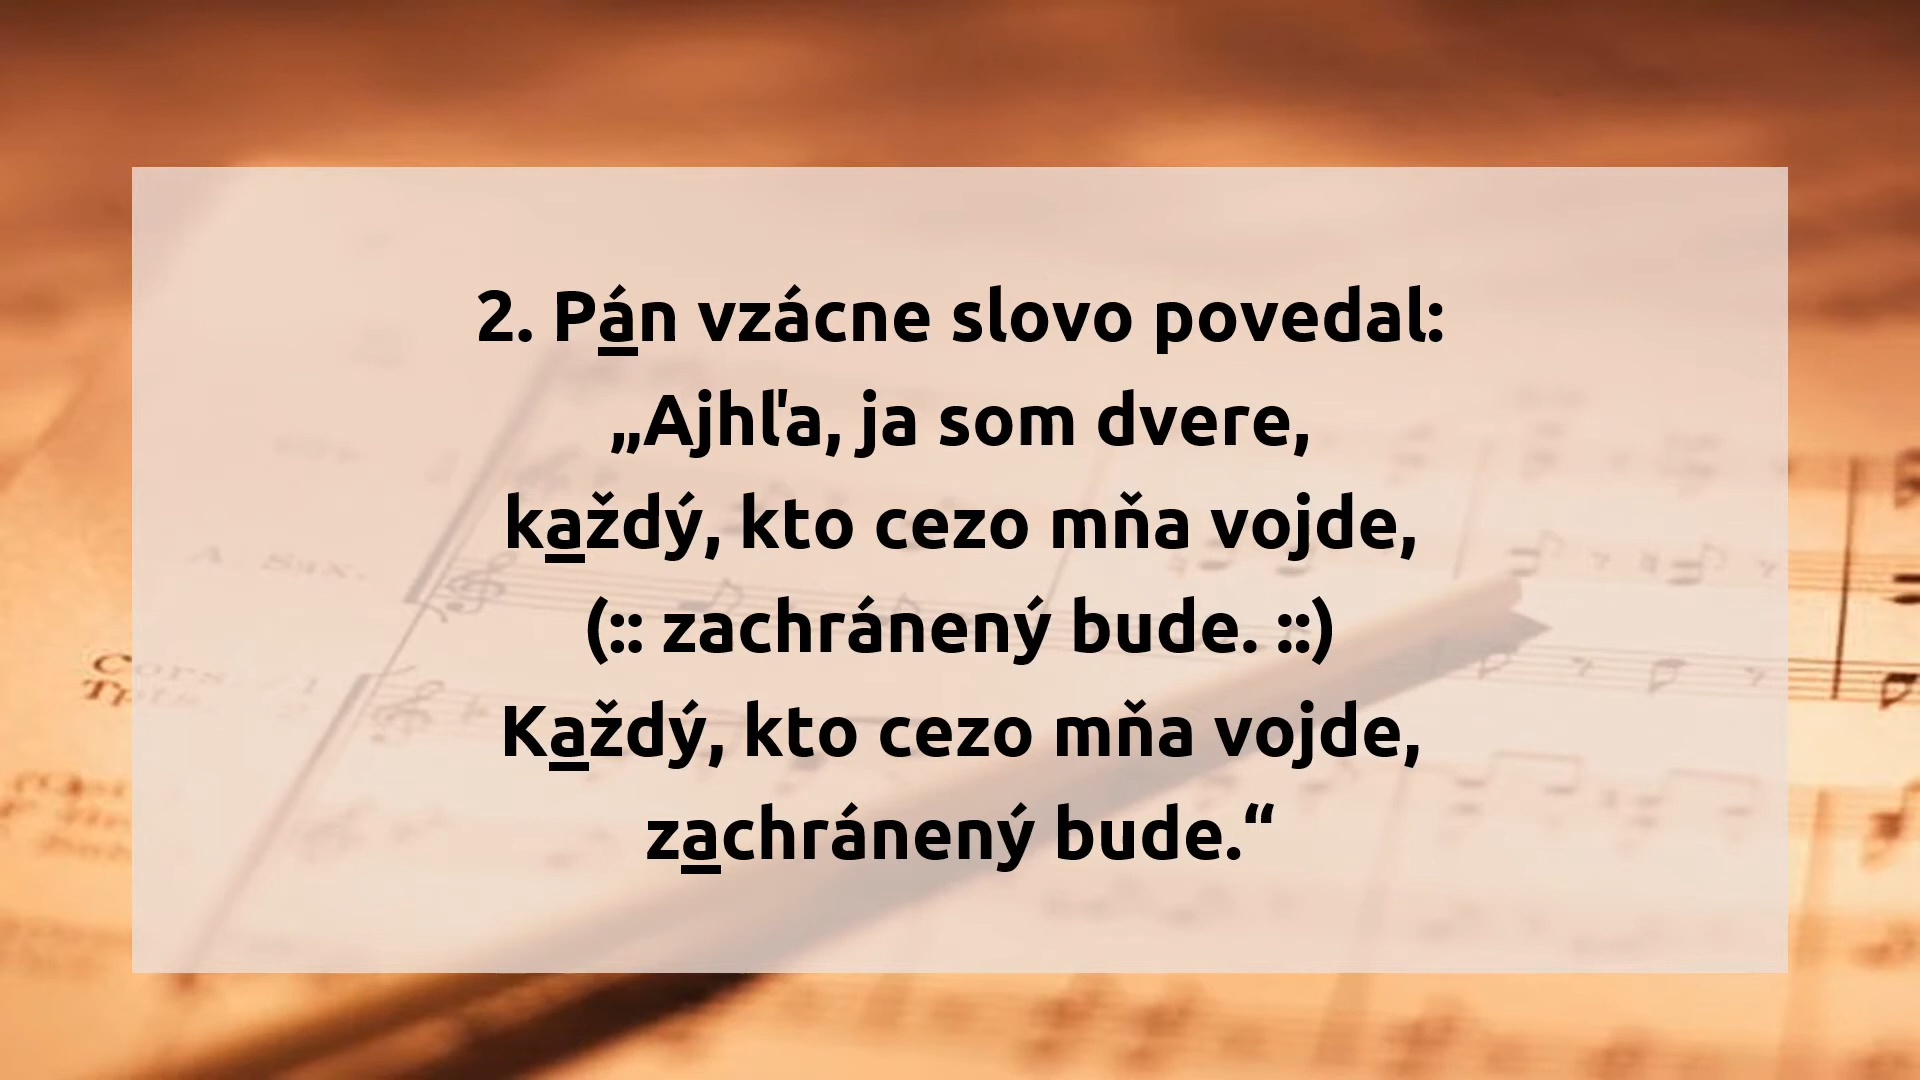 2. Pán vzácne slovo povedal:
„Ajhľa, ja som dvere,
každý, kto cezo mňa vojde,
(:: zachránený bude. ::)
Každý, kto cezo mňa vojde,
zachránený bude.“
A. Sax.